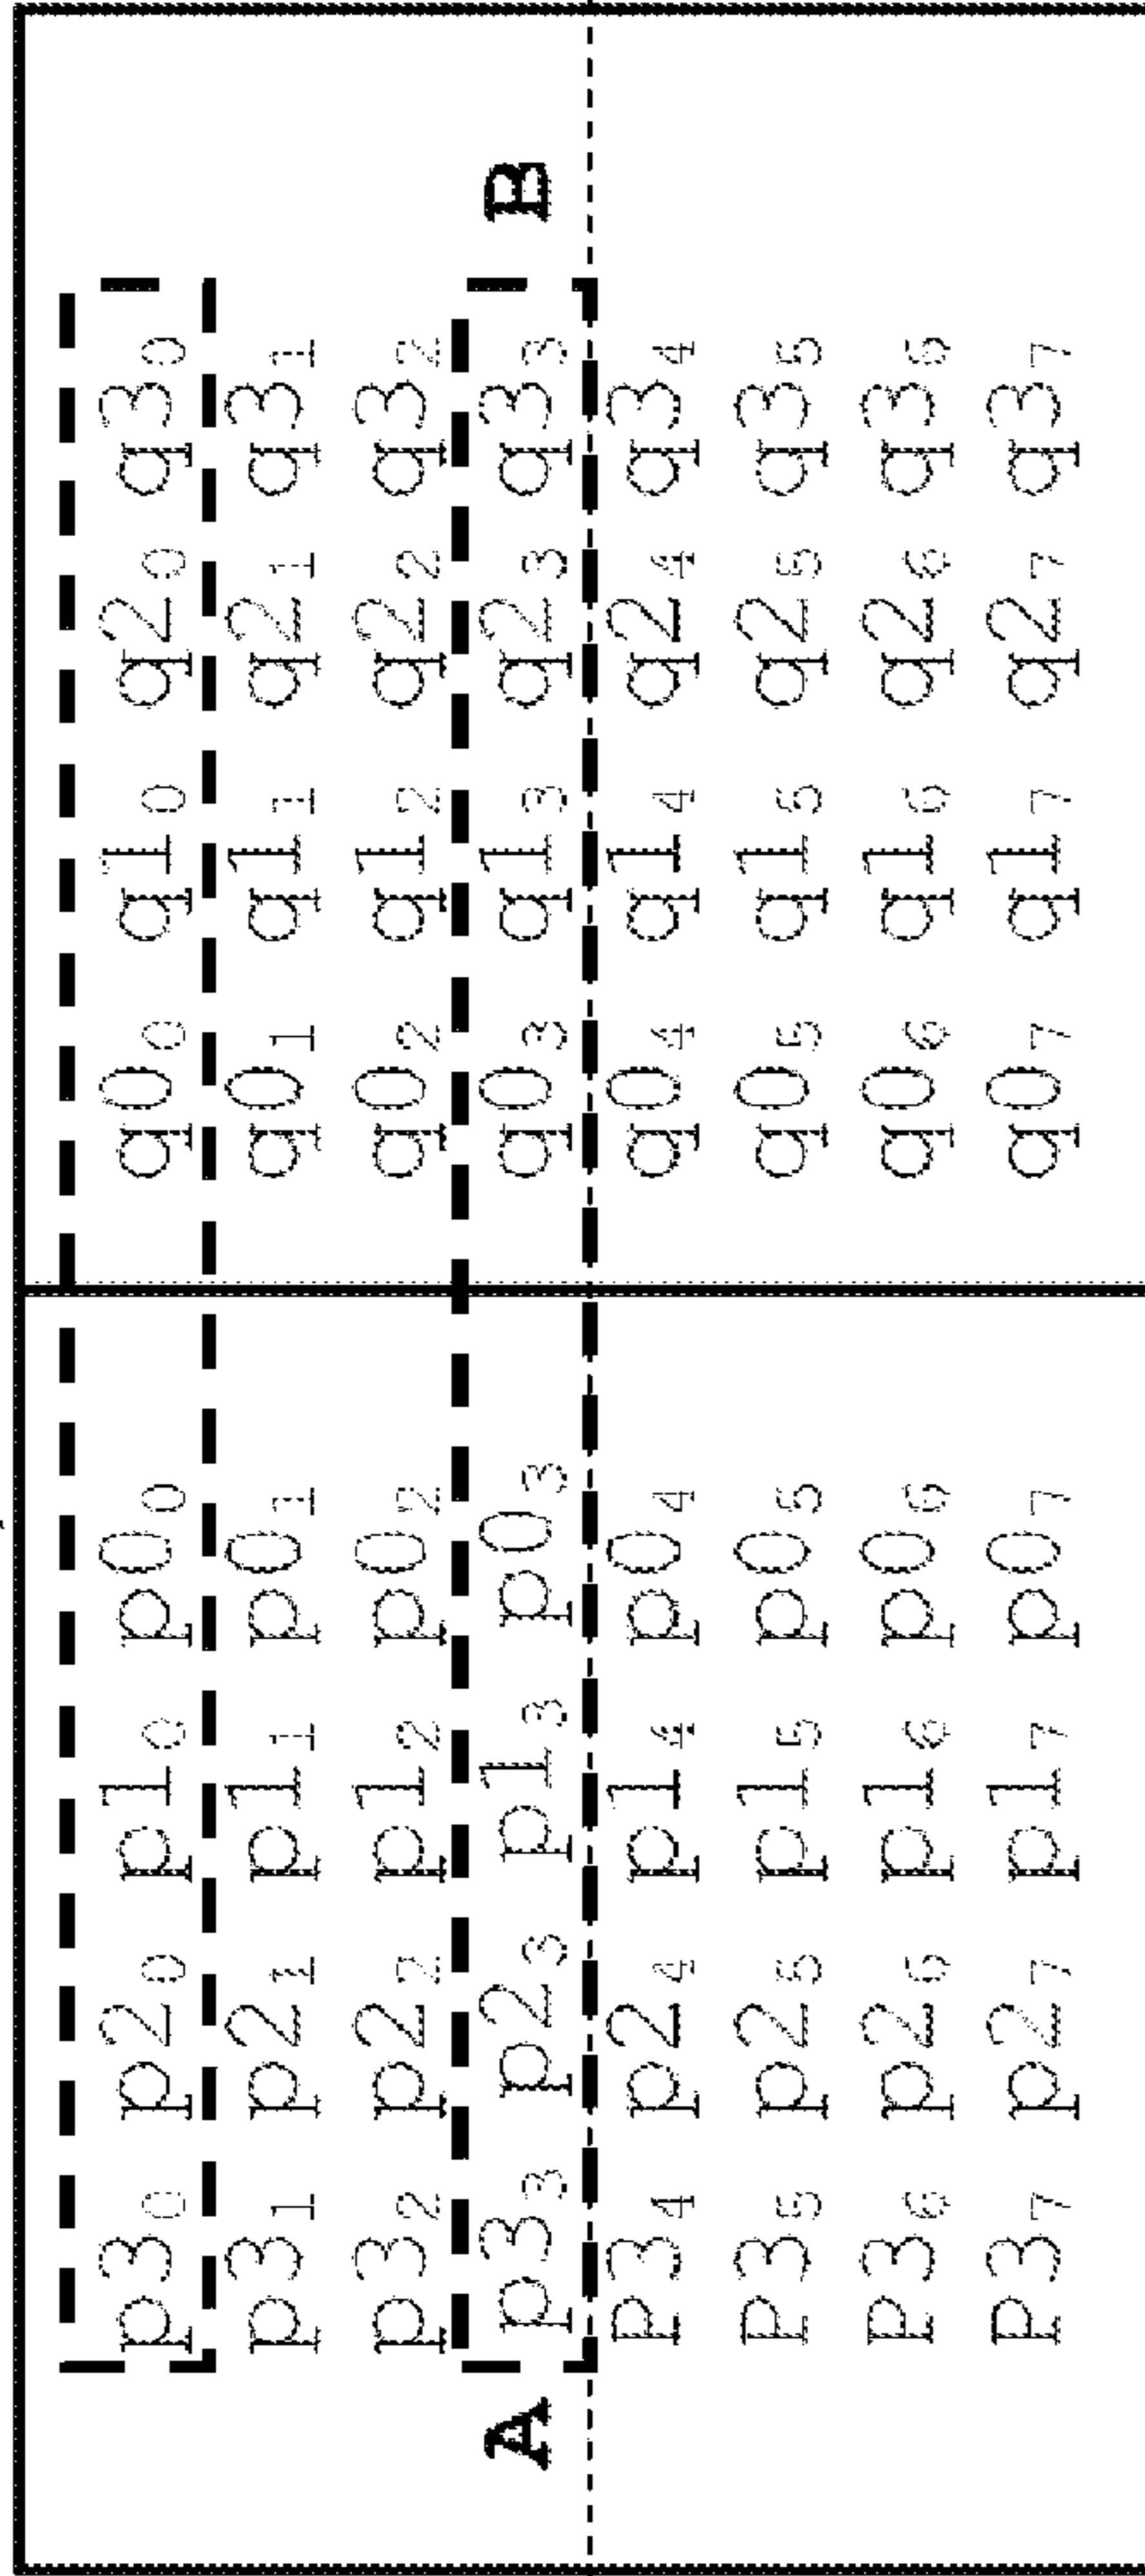 p3₀ p2₀ p1₀ p0₀ q0₀ q1₀ q2₀ q3₀
p3₁ p2₁ p1₁ p0₁ q0₁ q1₁ q2₁ q3₁
p3₂ p2₂ p1₂ p0₂ q0₂ q1₂ q2₂ q3₂
A p3₃ p2₃ p1₃ p0₃ q0₃ q1₃ q2₃ q3₃ B
P3₄ p2₄ p1₄ p0₄ q0₄ q1₄ q2₄ q3₄
P3₅ p2₅ p1₅ p0₅ q0₅ q1₅ q2₅ q3₅
P3₆ p2₆ p1₆ p0₆ q0₆ q1₆ q2₆ q3₆
P3₇ p2₇ p1₇ p0₇ q0₇ q1₇ q2₇ q3₇